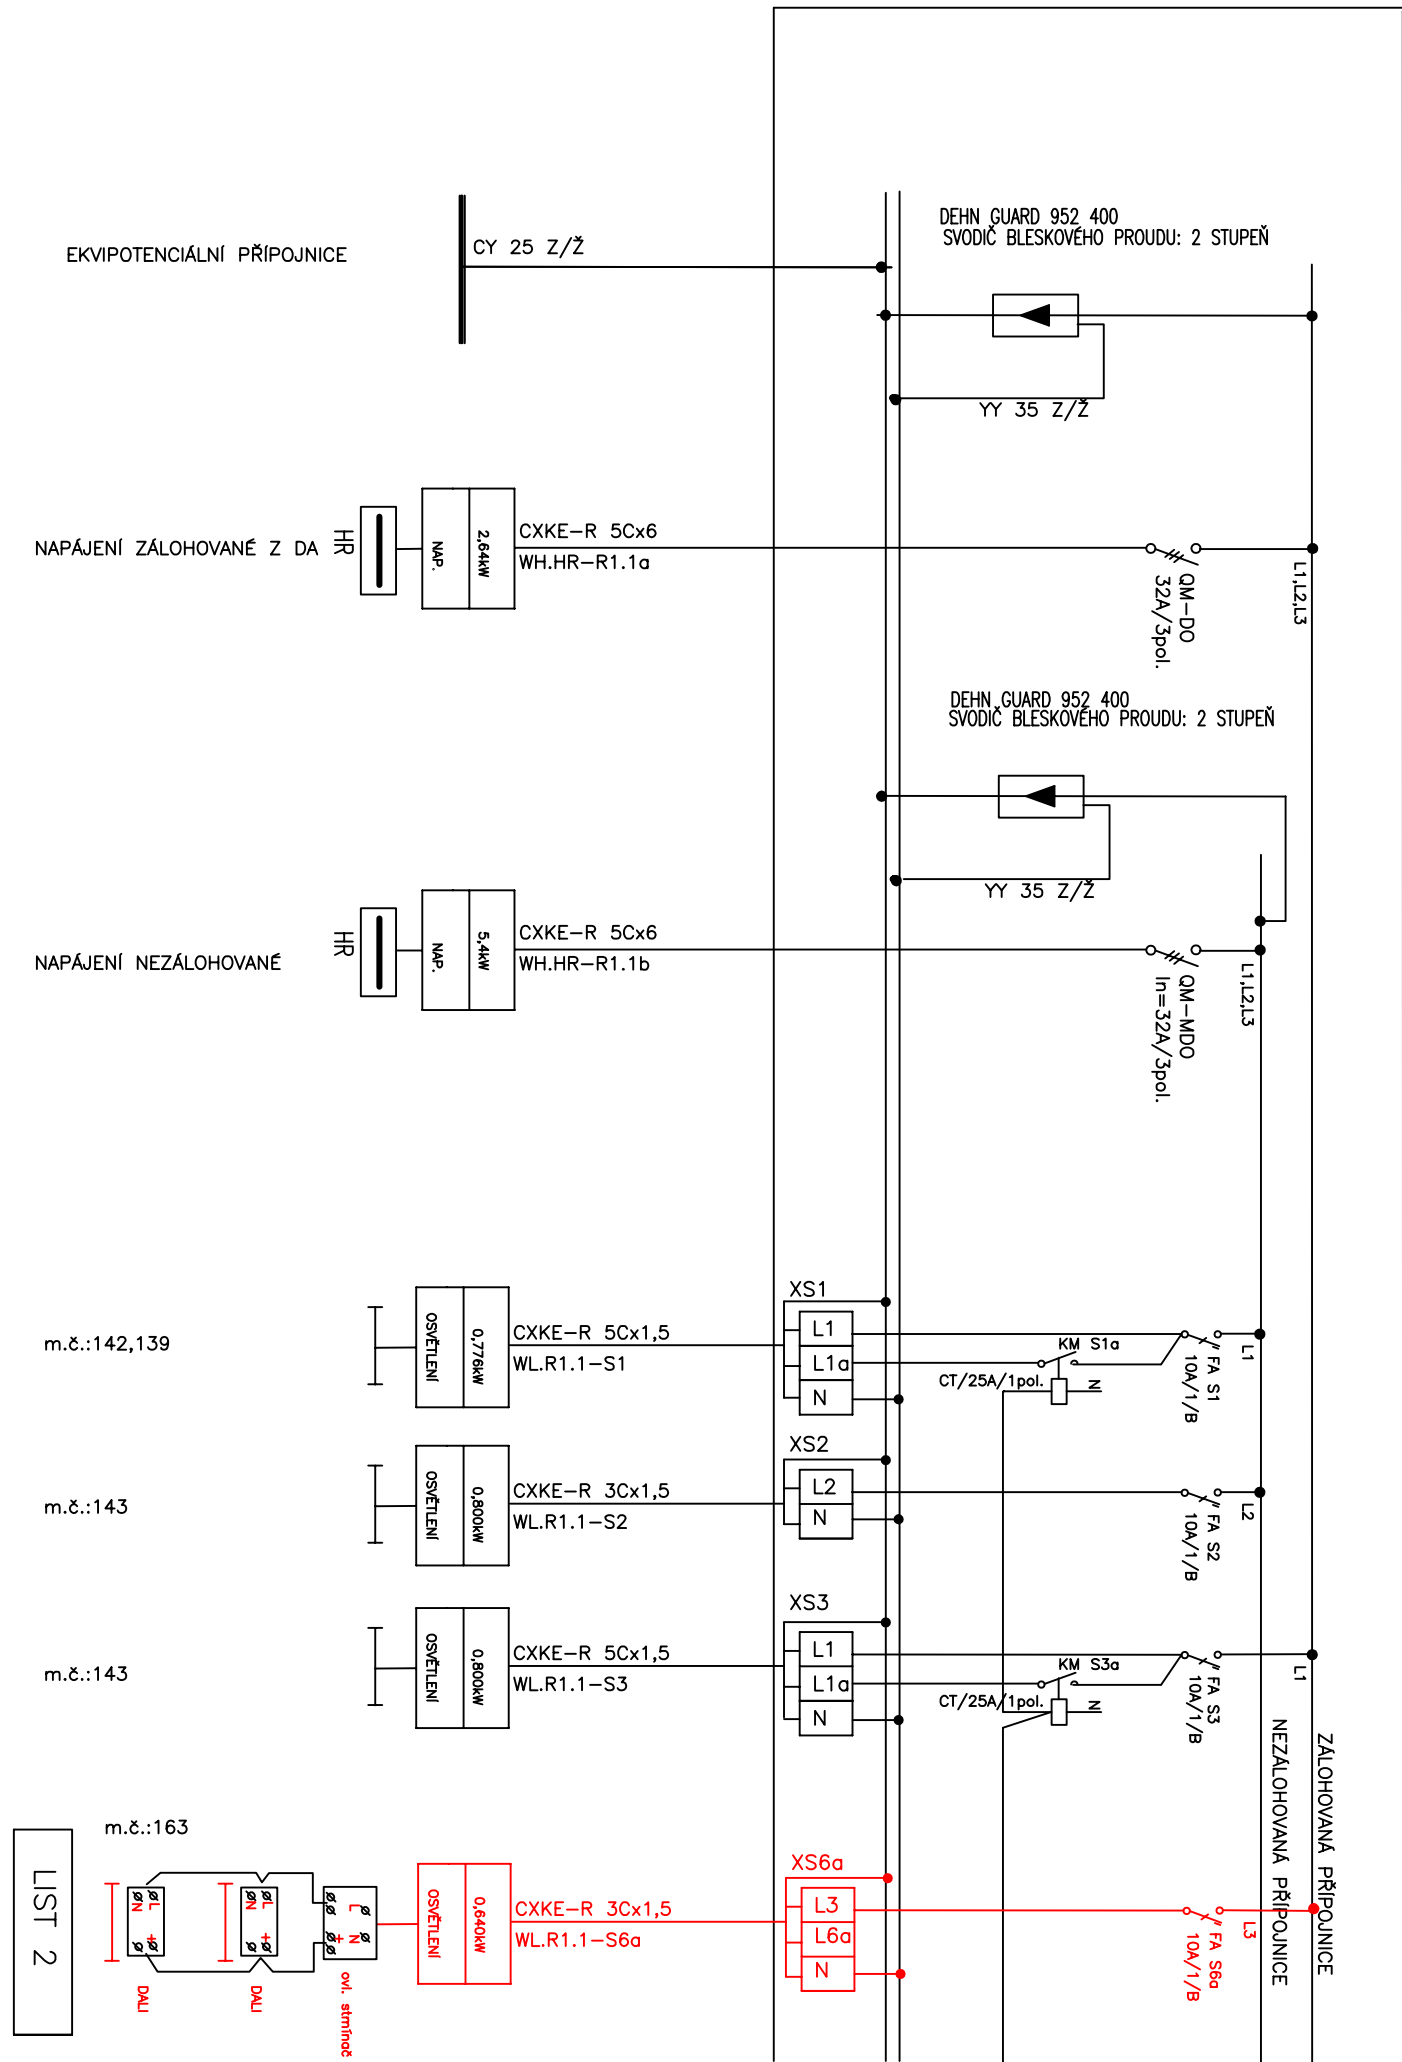 DEHN GUARD 952 400
SVODIČ BLESKOVÉHO PROUDU: 2 STUPEŇ
EKVIPOTENCIÁLNÍ PŘÍPOJNICE
CY 25 Z/Ž
YY 35 Z/Ž
NAPÁJENÍ ZÁLOHOVANÉ Z DA
HR
2,64kW
NAP.
CXKE-R 5Cx6
WH.HR-R1.1a
QM-DO
32A/3pol.
L1,L2,L3
DEHN GUARD 952 400
SVODIČ BLESKOVÉHO PROUDU: 2 STUPEŇ
YY 35 Z/Ž
NAPÁJENÍ NEZÁLOHOVANÉ
HR
5,4kW
NAP.
CXKE-R 5Cx6
WH.HR-R1.1b
QM-MDO
In=32A/3pol.
L1,L2,L3
m.č.:142,139
OSVĚTLENÍ
0,776kW
CXKE-R 5Cx1,5
WL.R1.1-S1
XS1
L1
L1a
N
KM S1a
CT/25A/1pol.
N
FA S1
10A/1/B
L1
m.č.:143
OSVĚTLENÍ
0,800kW
CXKE-R 3Cx1,5
WL.R1.1-S2
XS2
L2
N
FA S2
10A/1/B
L2
m.č.:143
OSVĚTLENÍ
0,800kW
CXKE-R 5Cx1,5
WL.R1.1-S3
XS3
L1
L1a
N
KM S3a
CT/25A/1pol.
N
FA S3
10A/1/B
L1
ZÁLOHOVANÁ PŘÍPOJNICE
NEZÁLOHOVANÁ PŘÍPOJNICE
m.č.:163
L
N
+
DALI
L
N
+
DALI
L
N
+
ovl. stmínač
OSVĚTLENÍ
0,640kW
CXKE-R 3Cx1,5
WL.R1.1-S6a
XS6a
L3
L6a
N
FA S6a
10A/1/B
L3
LIST 2